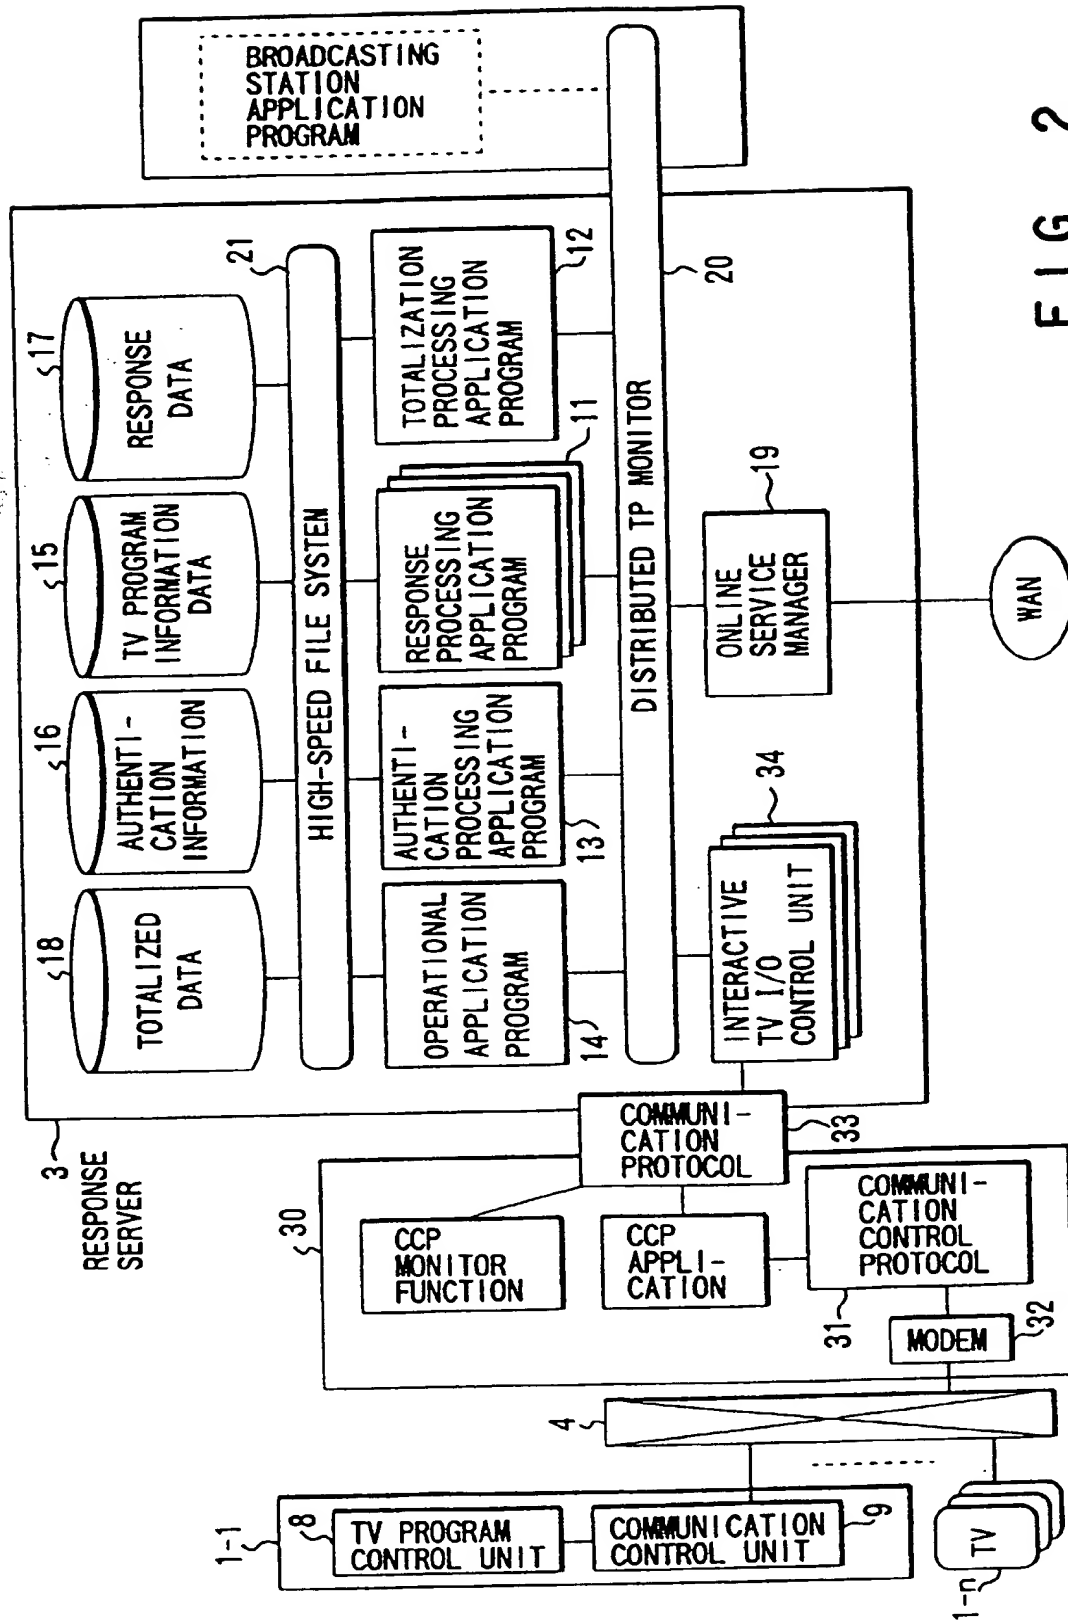 BROADCASTING
STATION
APPLICATION
PROGRAM
18
TOTALIZED
DATA
16
AUTHENTI-
CATION
INFORMATION
15
TV PROGRAM
INFORMATION
DATA
17
RESPONSE
DATA
HIGH-SPEED FILE SYSTEM
21
OPERATIONAL
APPLICATION
PROGRAM
14
AUTHENTI-
CATION
PROCESSING
APPLICATION
PROGRAM
13
RESPONSE
PROCESSING
APPLICATION
PROGRAM
11
TOTALIZATION
PROCESSING
APPLICATION
PROGRAM
12
DISTRIBUTED TP MONITOR
20
INTERACTIVE
TV I/O
CONTROL UNIT
34
ONLINE
SERVICE
MANAGER
19
WAN
3
RESPONSE
SERVER
30
COMMUNI-
CATION
PROTOCOL
33
CCP
MONITOR
FUNCTION
CCP
APPLI-
CATION
COMMUNI-
CATION
CONTROL
PROTOCOL
31
MODEM
32
4
1-1
8
TV PROGRAM
CONTROL UNIT
COMMUNICATION
CONTROL UNIT
9
TV
1-n
FIG 2